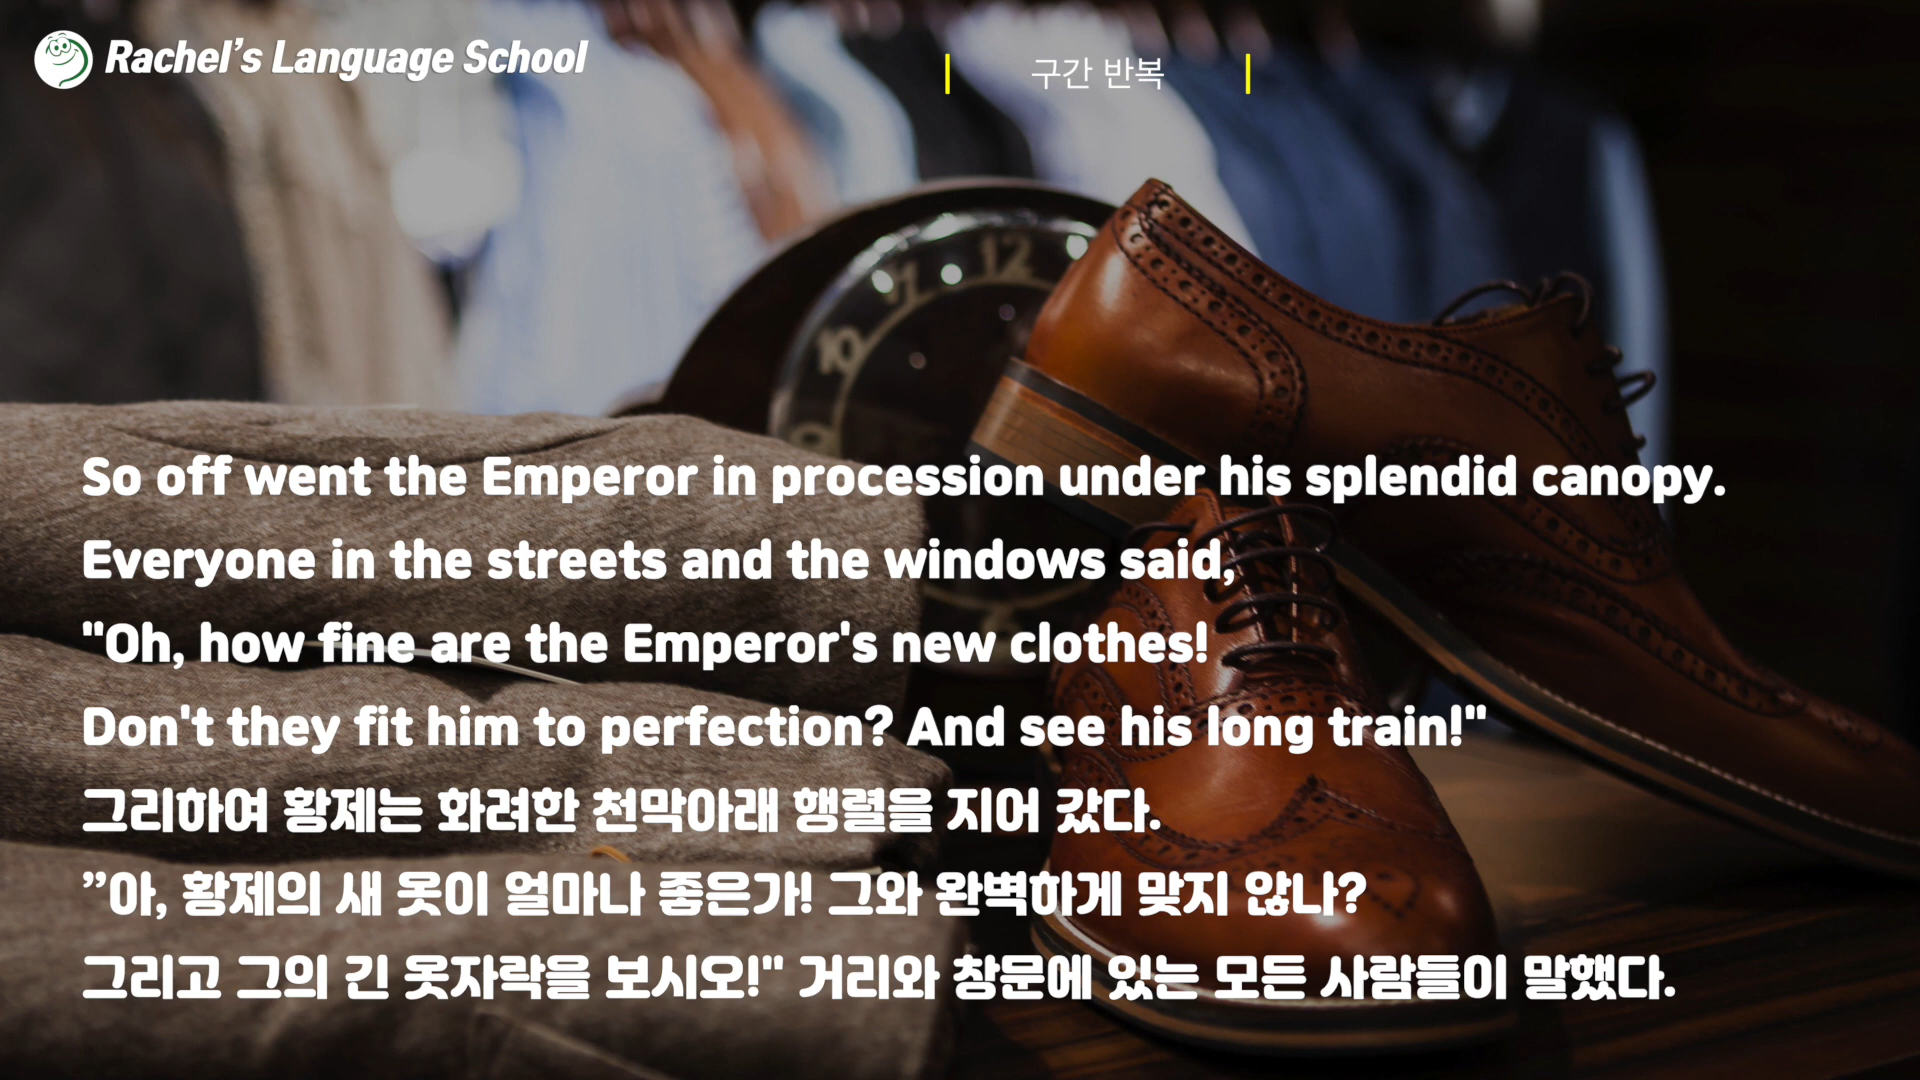 Rachel's Language School
구간 반복
12
10
So off went the Emperor in procession under his splendid canopy.
Everyone in the streets and the windows said,
"Oh, how fine are the Emperor's new clothes!
Don't they fit him to perfection? And see his long train!"
그리하여 황제는 화려한 천막아래 행렬을 지어 갔다.
”아, 황제의 새 옷이 얼마나 좋은가! 그와 완벽하게 맞지 않나?
그리고 그의 긴 옷자락을 보시오!" 거리와 창문에 있는 모든 사람들이 말했다.